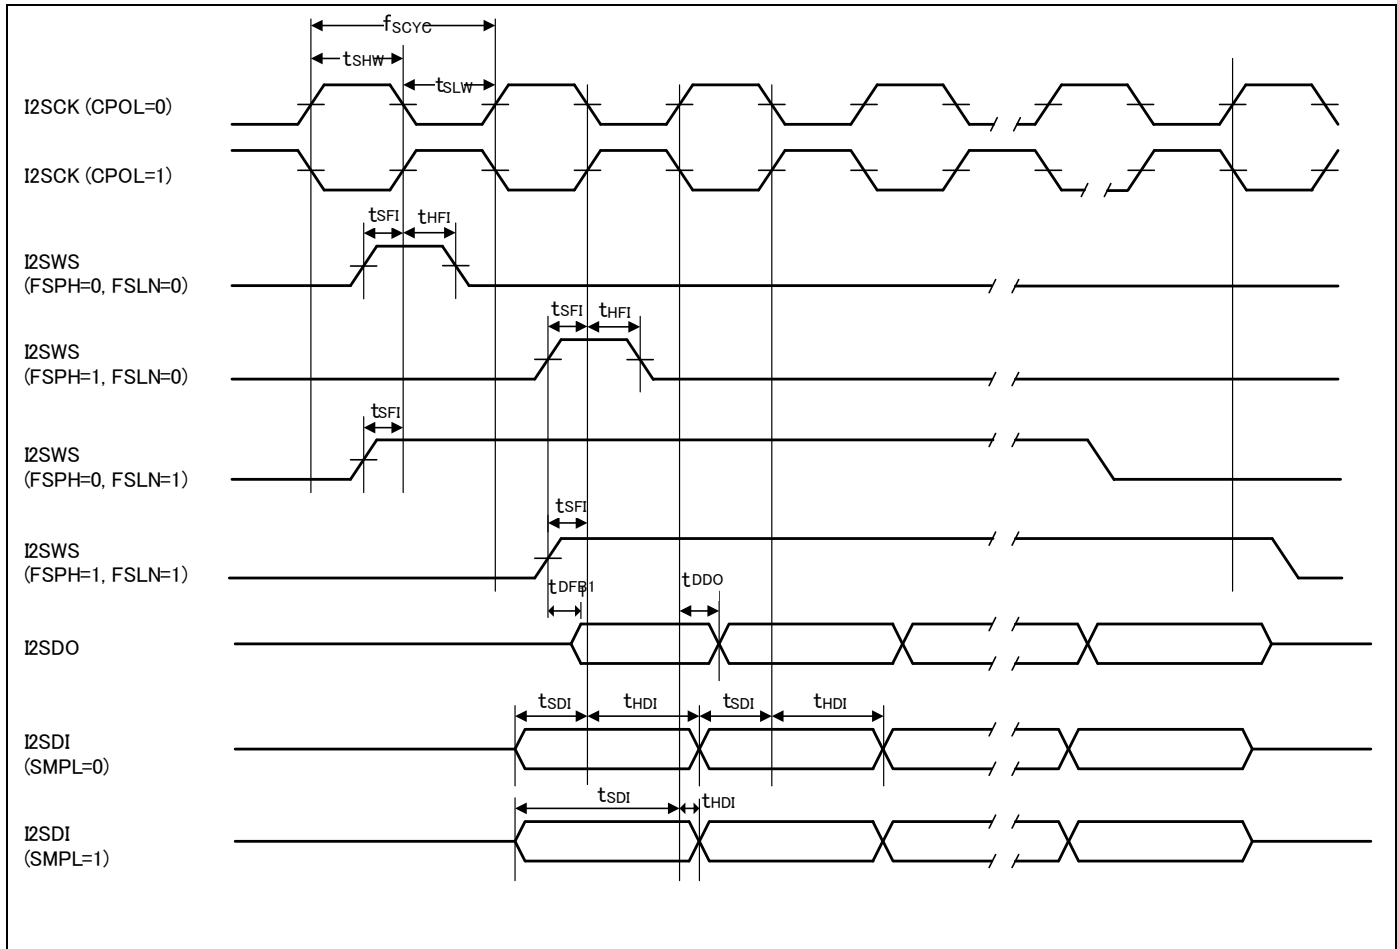 fSCYC
tSHW
tSLW
I2SCK (CPOL=0)
I2SCK (CPOL=1)
tSFI tHFI
I2SWS
(FSPH=0, FSLN=0)
tSFI tHFI
I2SWS
(FSPH=1, FSLN=0)
tSFI
I2SWS
(FSPH=0, FSLN=1)
tSFI
I2SWS
(FSPH=1, FSLN=1)
tDFB1 tDDO
I2SDO
tSDI tHDI tSDI tHDI
I2SDI
(SMPL=0)
tSDI tHDI
I2SDI
(SMPL=1)